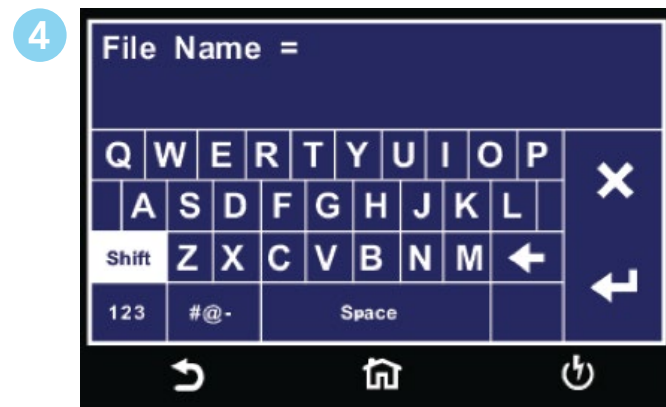 4
File Name =
Q W E R T Y U I O P
A S D F G H J K L
Shift Z X C V B N M
123 #@- Space